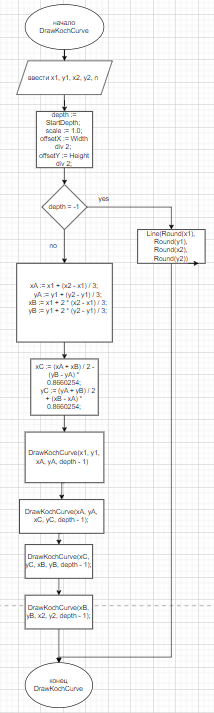 начало
DrawKochCurve
ввести x1, y1, x2, y2, n
depth :=
StartDepth;
scale := 1.0;
offsetX := Width
div 2;
offsetY := Height
div 2;
depth = -1
yes
no
Line(Round(x1),
Round(y1),
Round(x2),
Round(y2))
xA := x1 + (x2 - x1) / 3;
yA := y1 + (y2 - y1) / 3;
xB := x1 + 2 * (x2 - x1) / 3;
yB := y1 + 2 * (y2 - y1) / 3;
xC := (xA + xB) / 2 -
(yB - yA) *
0.8660254;
yC := (yA + yB) / 2
+ (xB - xA) *
0.8660254;
DrawKochCurve(x1, y1,
xA, yA, depth - 1)
DrawKochCurve(xA, yA,
xC, yC, depth - 1);
DrawKochCurve(xC,
yC, xB, yB, depth - 1);
DrawKochCurve(xB,
yB, x2, y2, depth - 1);
конец
DrawKochCurve